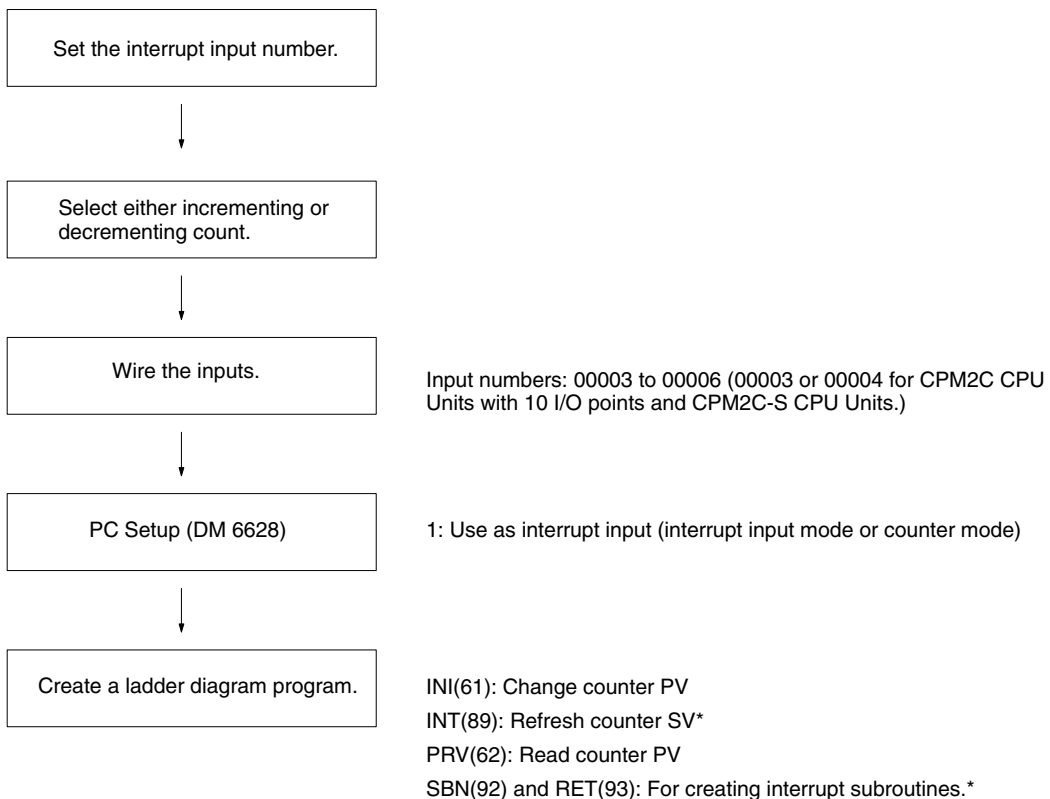 Set the interrupt input number.
Select either incrementing or
decrementing count.
Wire the inputs.
Input numbers: 00003 to 00006 (00003 or 00004 for CPM2C CPU
Units with 10 I/O points and CPM2C-S CPU Units.)
PC Setup (DM 6628)
1: Use as interrupt input (interrupt input mode or counter mode)
Create a ladder diagram program.
INI(61): Change counter PV
INT(89): Refresh counter SV*
PRV(62): Read counter PV
SBN(92) and RET(93): For creating interrupt subroutines.*